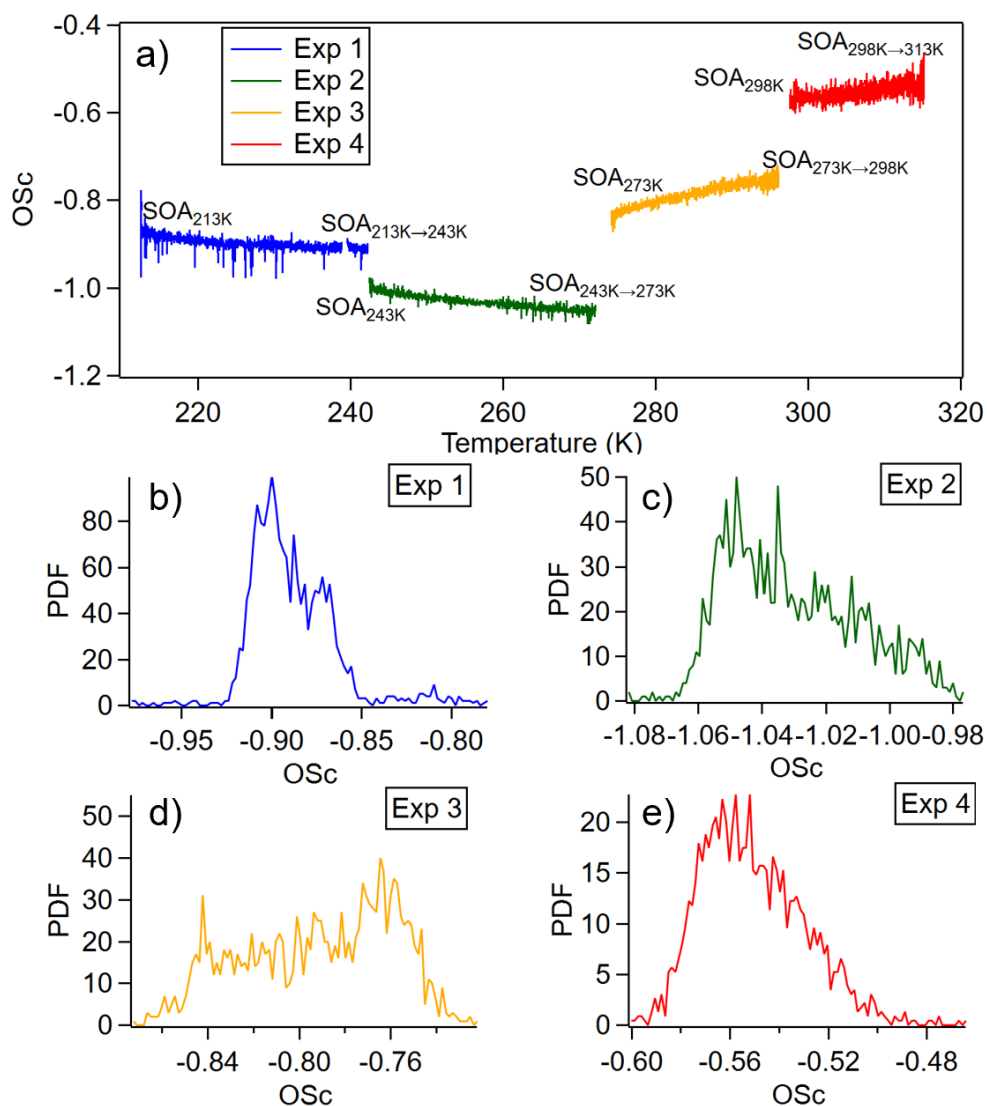 a)
Exp 1
Exp 2
Exp 3
Exp 4
SOA298K→313K
SOA298K
SOA273K
SOA273K→298K
SOA213K
SOA213K→243K
SOA243K
SOA243K→273K
-0.4
-0.6
-0.8
-1.0
-1.2
OSc
220 240 260 280 300 320
Temperature (K)
b)
Exp 1
80
60
40
20
0
PDF
-0.95 -0.90 -0.85 -0.80
OSc
c)
Exp 2
50
40
30
20
10
0
PDF
-1.08 -1.06 -1.04 -1.02 -1.00 -0.98
OSc
d)
Exp 3
50
40
30
20
10
0
PDF
-0.84 -0.80 -0.76
OSc
e)
Exp 4
20
15
10
5
0
PDF
-0.60 -0.56 -0.52 -0.48
OSc